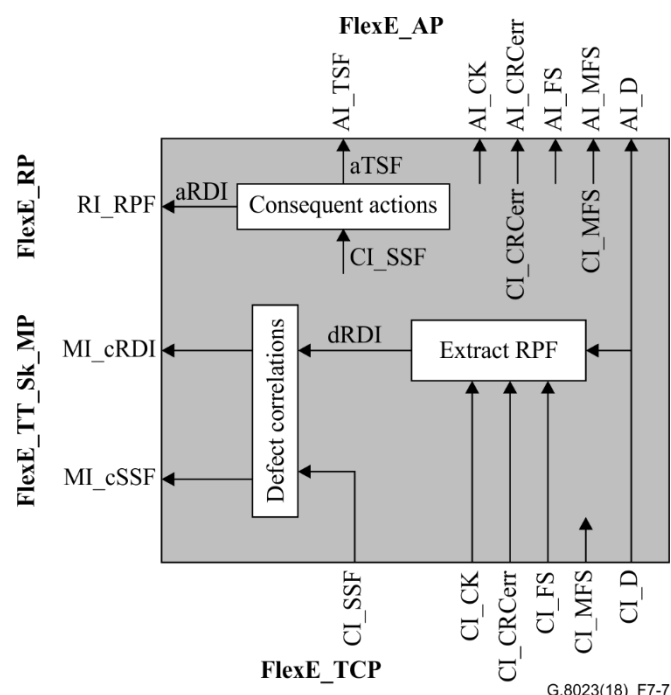 FlexE_AP
AI_TSF
AI_CK
AI_CRCerr
AI_FS
AI_MFS
AI_D
FlexE_RP
RI_RPF
aRDI
aTSF
Consequent actions
CI_SSF
CI_CRCerr
CI_MFS
FlexE_TT_Sk_MP
MI_cRDI
MI_cSSF
Defect correlations
dRDI
Extract RPF
CI_SSF
CI_CK
CI_CRCerr
CI_FS
CI_MFS
CI_D
FlexE_TCP
G.8023(18)_F7-7